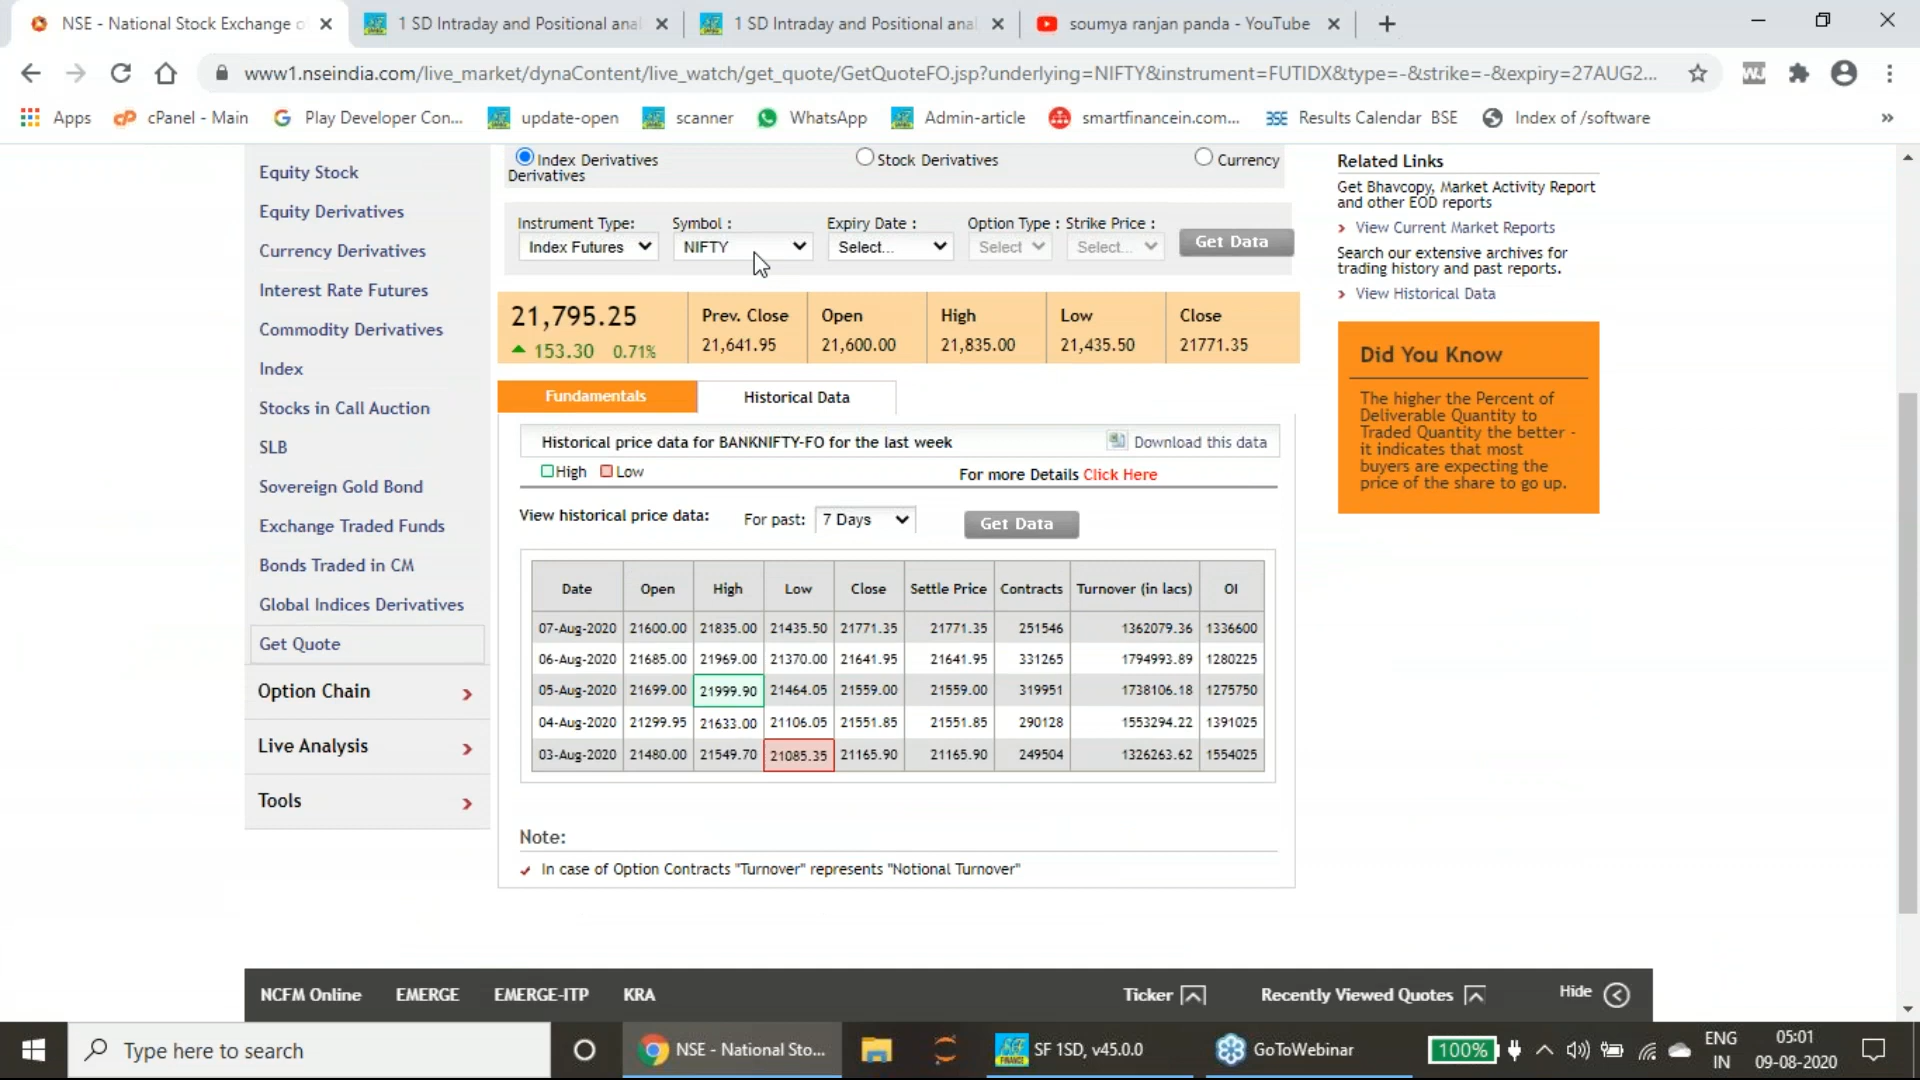 NSE - National Stock Exchange o
1 SD Intraday and Positional anal
1 SD Intraday and Positional anal
soumya ranjan panda - YouTube
www1.nseindia.com/live_market/dynaContent/live_watch/get_quote/GetQuoteFO.jsp?underlying=NIFTY&instrument=FUTIDX&type=-&strike=-&expiry=27AUG2...
Apps
cPanel - Main
Play Developer Con...
update-open
scanner
WhatsApp
Admin-article
smartfinancein.com...
Results Calendar BSE
Index of /software
»
Equity Stock
Equity Derivatives
Currency Derivatives
Interest Rate Futures
Commodity Derivatives
Index
Stocks in Call Auction
SLB
Sovereign Gold Bond
Exchange Traded Funds
Bonds Traded in CM
Global Indices Derivatives
Get Quote
Option Chain
Live Analysis
Tools
Index Derivatives Stock Derivatives Currency
Derivatives
Instrument Type: Symbol : Expiry Date : Option Type : Strike Price :
Index Futures NIFTY Select... Select Select... Get Data
21,795.25 Prev. Close Open High Low Close
153.30 0.71% 21,641.95 21,600.00 21,835.00 21,435.50 21771.35
Fundamentals Historical Data
Historical price data for BANKNIFTY-FO for the last week Download this data
High Low For more Details Click Here
View historical price data: For past: 7 Days Get Data
Date Open High Low Close Settle Price Contracts Turnover (in lacs) OI
07-Aug-2020 21600.00 21835.00 21435.50 21771.35 21771.35 251546 1362079.36 1336600
06-Aug-2020 21685.00 21969.00 21370.00 21641.95 21641.95 331265 1794993.89 1280225
05-Aug-2020 21699.00 21999.90 21464.05 21559.00 21559.00 319951 1738106.18 1275750
04-Aug-2020 21299.95 21633.00 21106.05 21551.85 21551.85 290128 1553294.22 1391025
03-Aug-2020 21480.00 21549.70 21085.35 21165.90 21165.90 249504 1326263.62 1554025
Note:
In case of Option Contracts "Turnover" represents "Notional Turnover"
Related Links
Get Bhavcopy, Market Activity Report
and other EOD reports
View Current Market Reports
Search our extensive archives for
trading history and past reports.
View Historical Data
Did You Know
The higher the Percent of
Deliverable Quantity to
Traded Quantity the better -
it indicates that most
buyers are expecting the
price of the share to go up.
NCFM Online EMERGE EMERGE-ITP KRA Ticker Recently Viewed Quotes Hide
Type here to search
NSE - National Sto...
SF 1SD, v45.0.0
GoToWebinar
100%
ENG
IN
05:01
09-08-2020